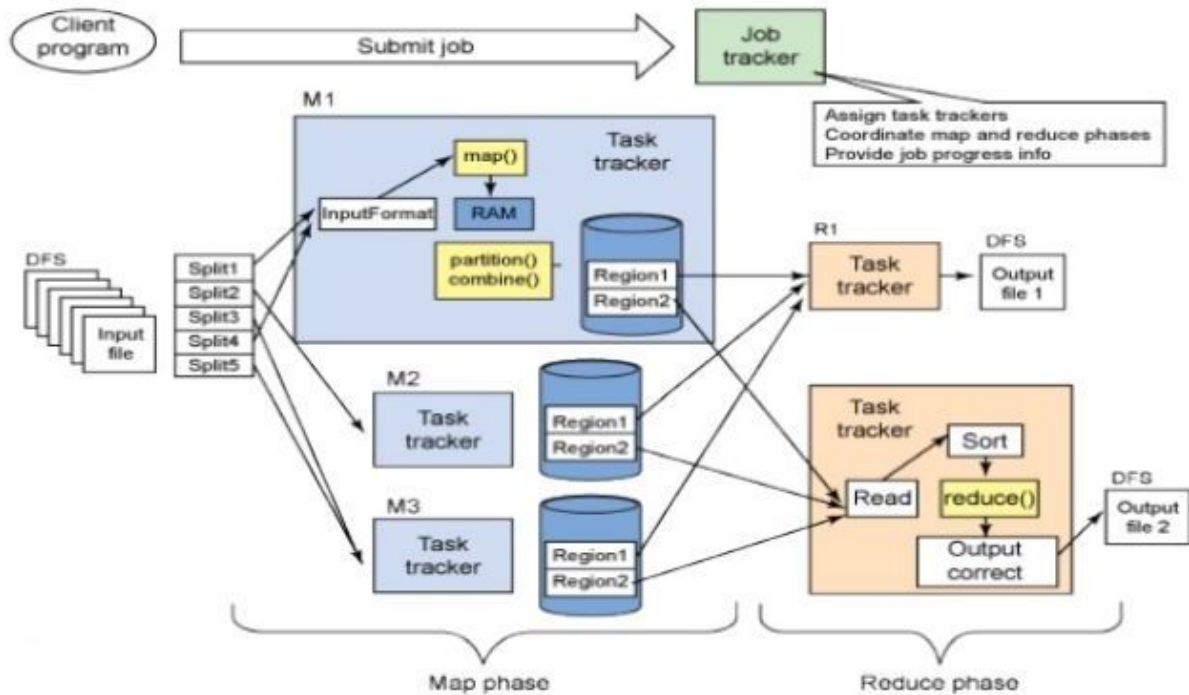 Client
program
Submit job
Job
tracker
Assign task trackers
Coordinate map and reduce phases
Provide job progress info
M1
Task
tracker
map()
InputFormat
RAM
partition()
combine()
Region1
Region2
DFS
Input
file
Split1
Split2
Split3
Split4
Split5
M2
Task
tracker
Region1
Region2
M3
Task
tracker
Region1
Region2
R1
Task
tracker
DFS
Output
file 1
Task
tracker
Sort
Read
reduce()
Output
correct
DFS
Output
file 2
Map phase
Reduce phase